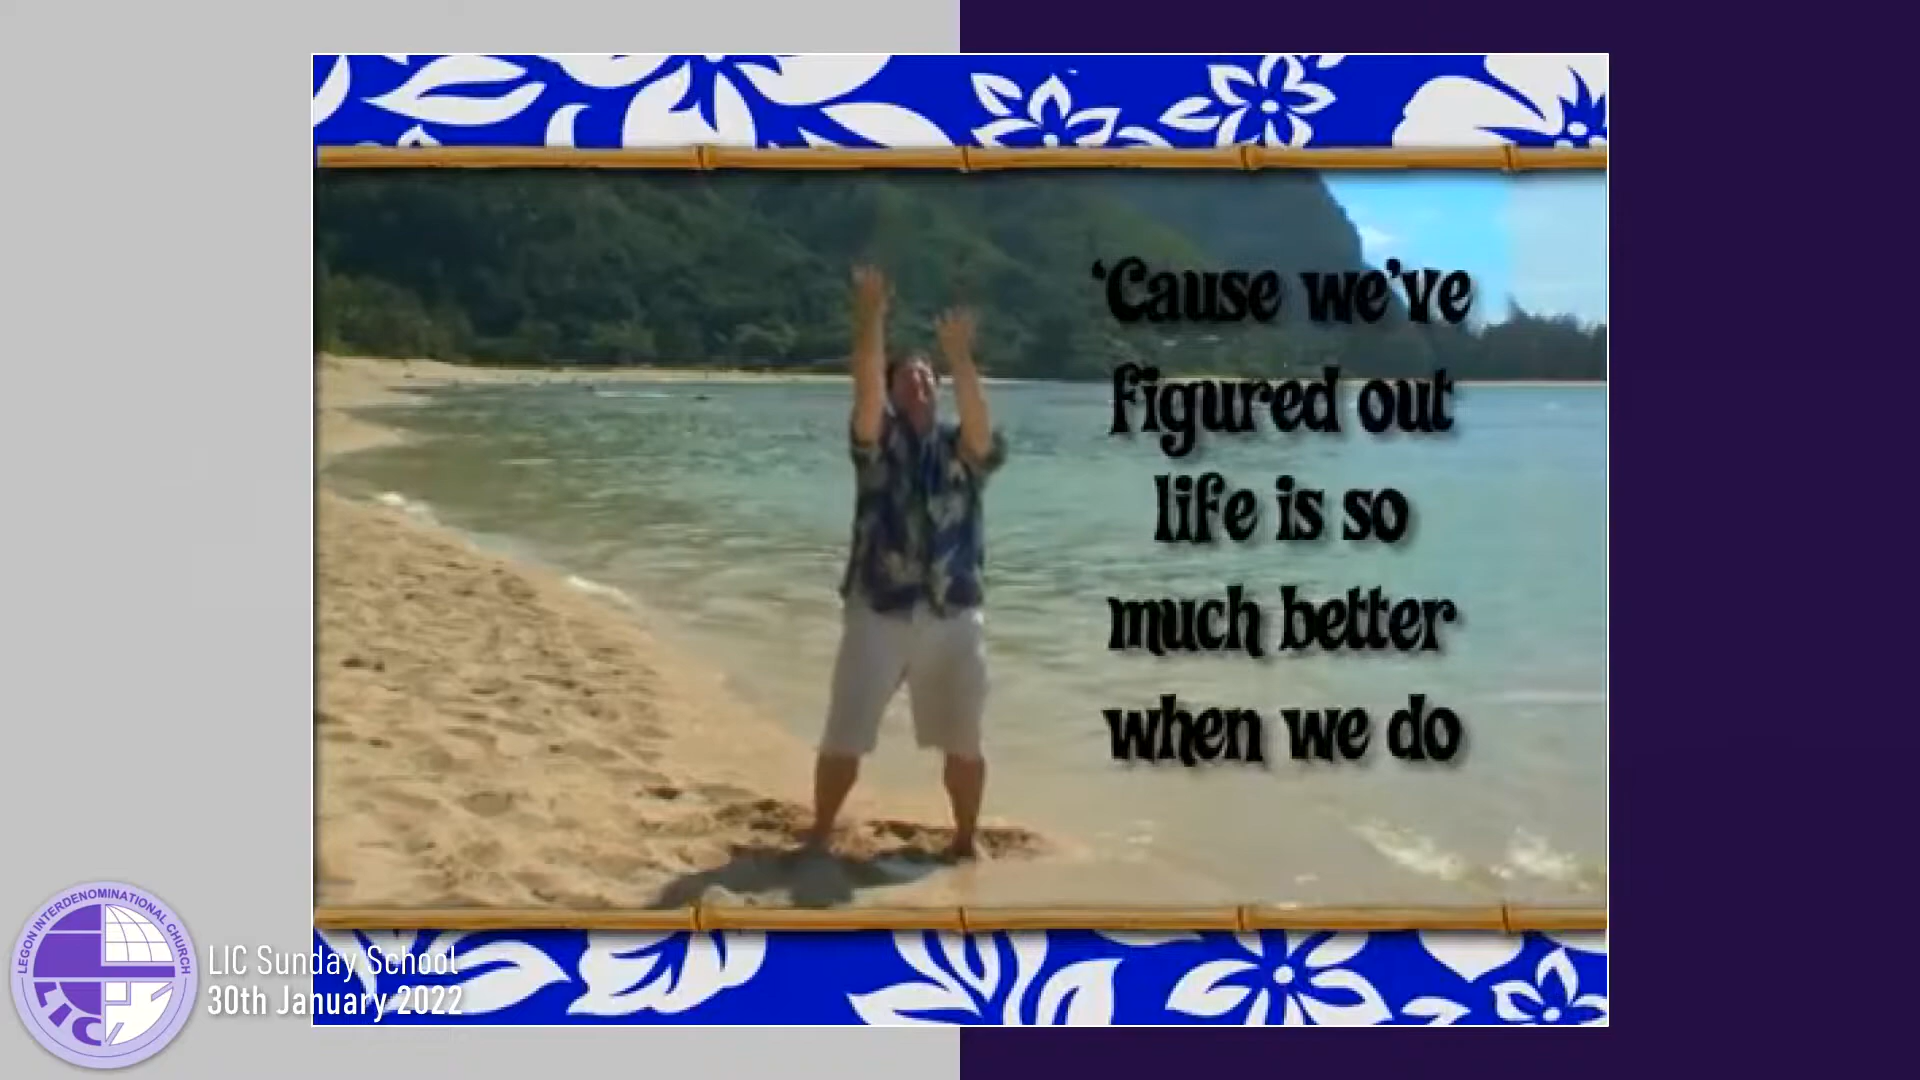 ‘Cause we’ve
figured out
life is so
much better
when we do
LEGON INTERDENOMINATIONAL CHURCH
LIC
LIC Sunday School
30th January 2022